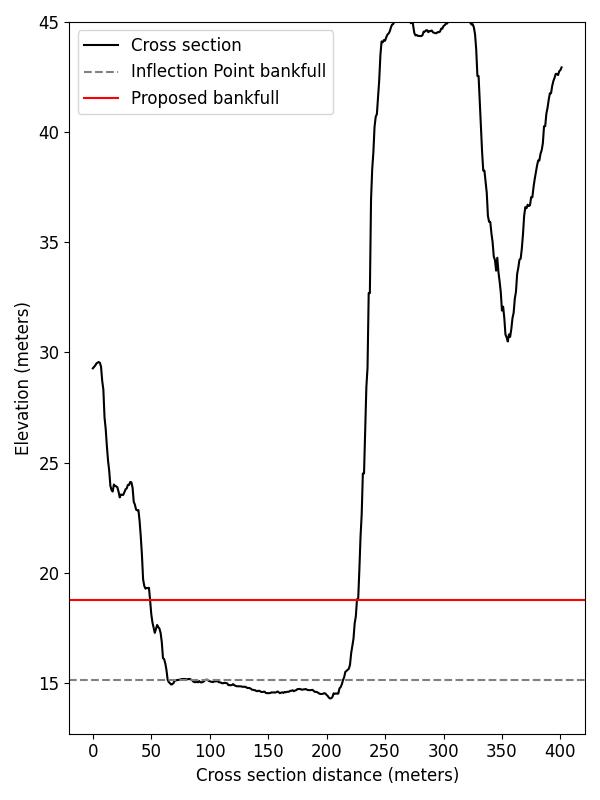 45
Cross section
Inflection Point bankfull
Proposed bankfull
40
35
30
25
20
15
Elevation (meters)
0 50 100 150 200 250 300 350 400
Cross section distance (meters)